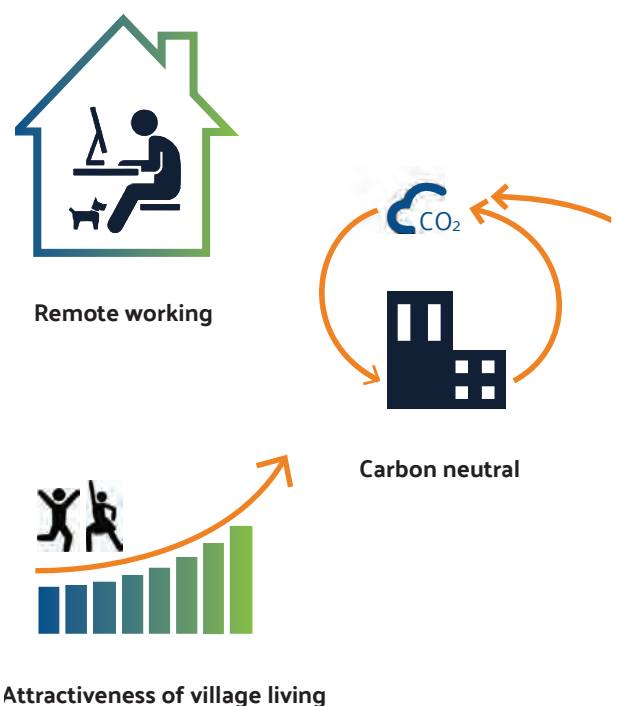 CO₂
Remote working
Carbon neutral
Attractiveness of village living